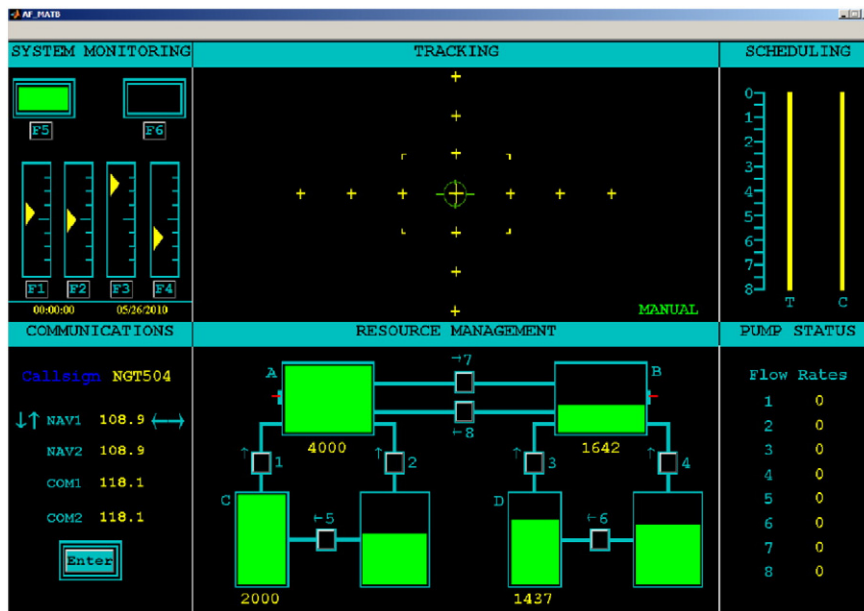 AF_MATB
SYSTEM MONITORING
F5
F6
F1
F2
F3
F4
00:00:00
05/26/2010
TRACKING
MANUAL
SCHEDULING
0
1
2
3
4
5
6
7
8
T
C
COMMUNICATIONS
Callsign NGT504
↓↑ NAV1 108.9 ←→
NAV2 108.9
COM1 118.1
COM2 118.1
Enter
RESOURCE MANAGEMENT
A
→7
B
←8
4000
1642
↑ 1
↑ 2
↑ 3
↑ 4
C
←5
D
←6
2000
1437
PUMP STATUS
Flow Rates
1 0
2 0
3 0
4 0
5 0
6 0
7 0
8 0